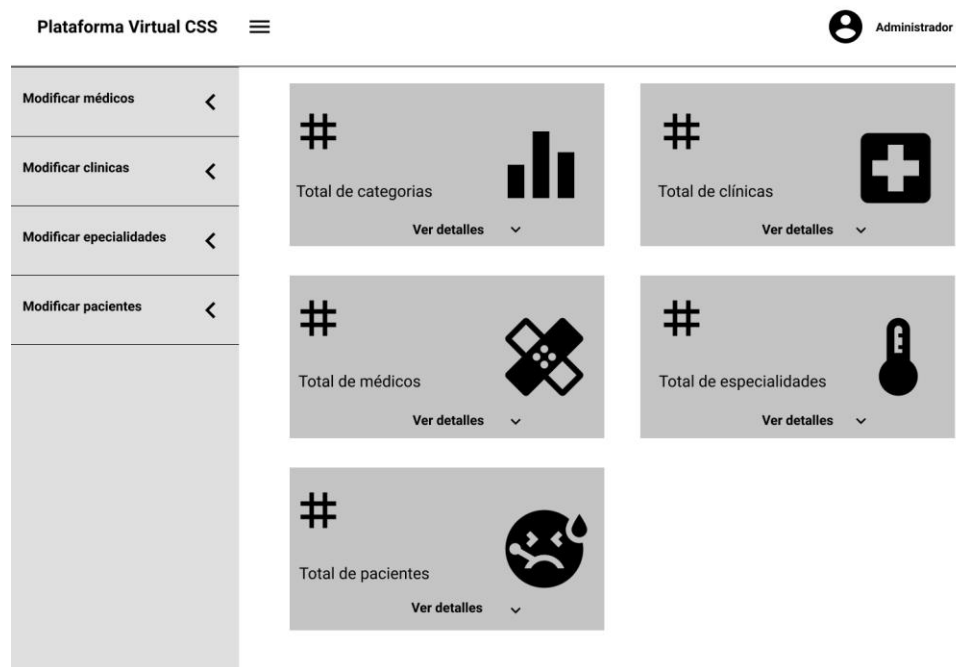 Plataforma Virtual CSS
Administrador
Modificar médicos
Modificar clinicas
Modificar epecialidades
Modificar pacientes
#
Total de categorias
Ver detalles
#
Total de clínicas
Ver detalles
#
Total de médicos
Ver detalles
#
Total de especialidades
Ver detalles
#
Total de pacientes
Ver detalles